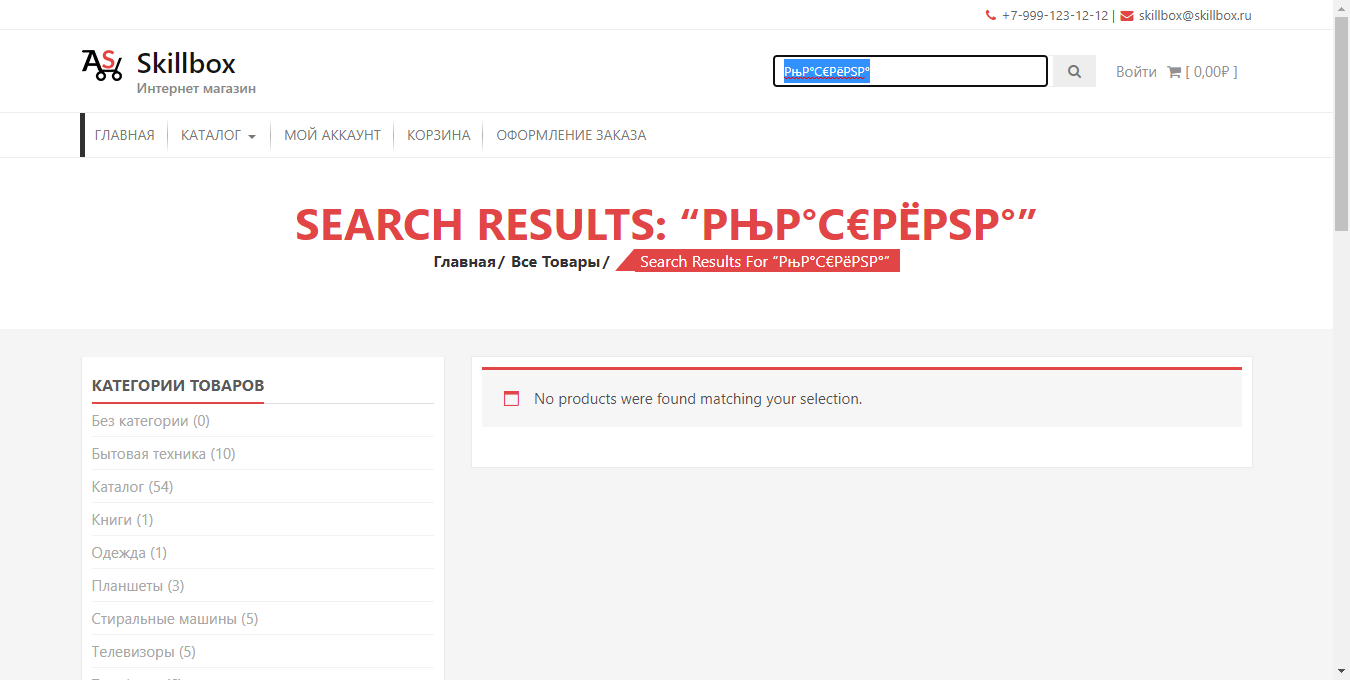 +7-999-123-12-12 | skillbox@skillbox.ru
AS Skillbox
Интернет магазин
РњР°С€РёРЅР°
Войти [ 0,00₽ ]
ГЛАВНАЯ КАТАЛОГ МОЙ АККАУНТ КОРЗИНА ОФОРМЛЕНИЕ ЗАКАЗА
SEARCH RESULTS: “РЊР°С€РЁРЅР°”
Главная / Все Товары / Search Results For “РњР°С€РёРЅР°”
КАТЕГОРИИ ТОВАРОВ
Без категории (0)
Бытовая техника (10)
Каталог (54)
Книги (1)
Одежда (1)
Планшеты (3)
Стиральные машины (5)
Телевизоры (5)
No products were found matching your selection.